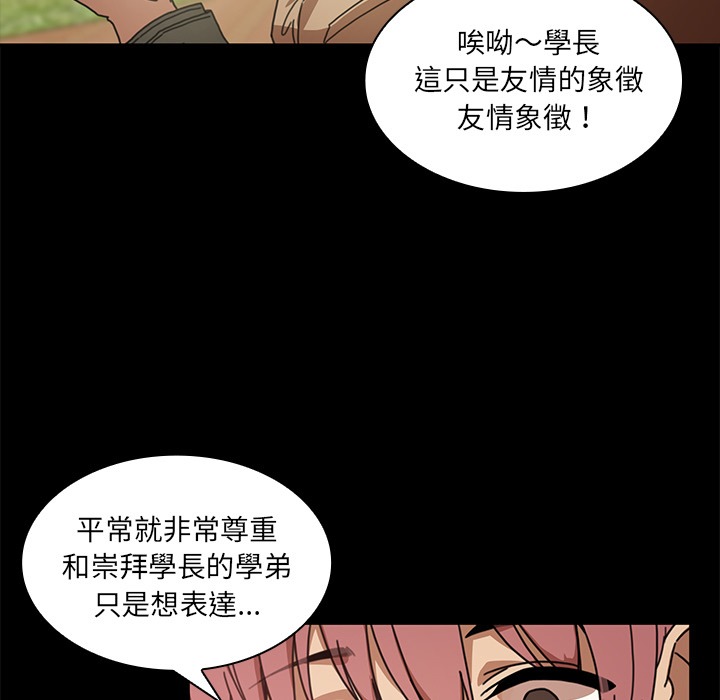 唉呦～學長
這只是友情的象徵
友情象徵！
平常就非常尊重
和崇拜學長的學弟
只是想表達...